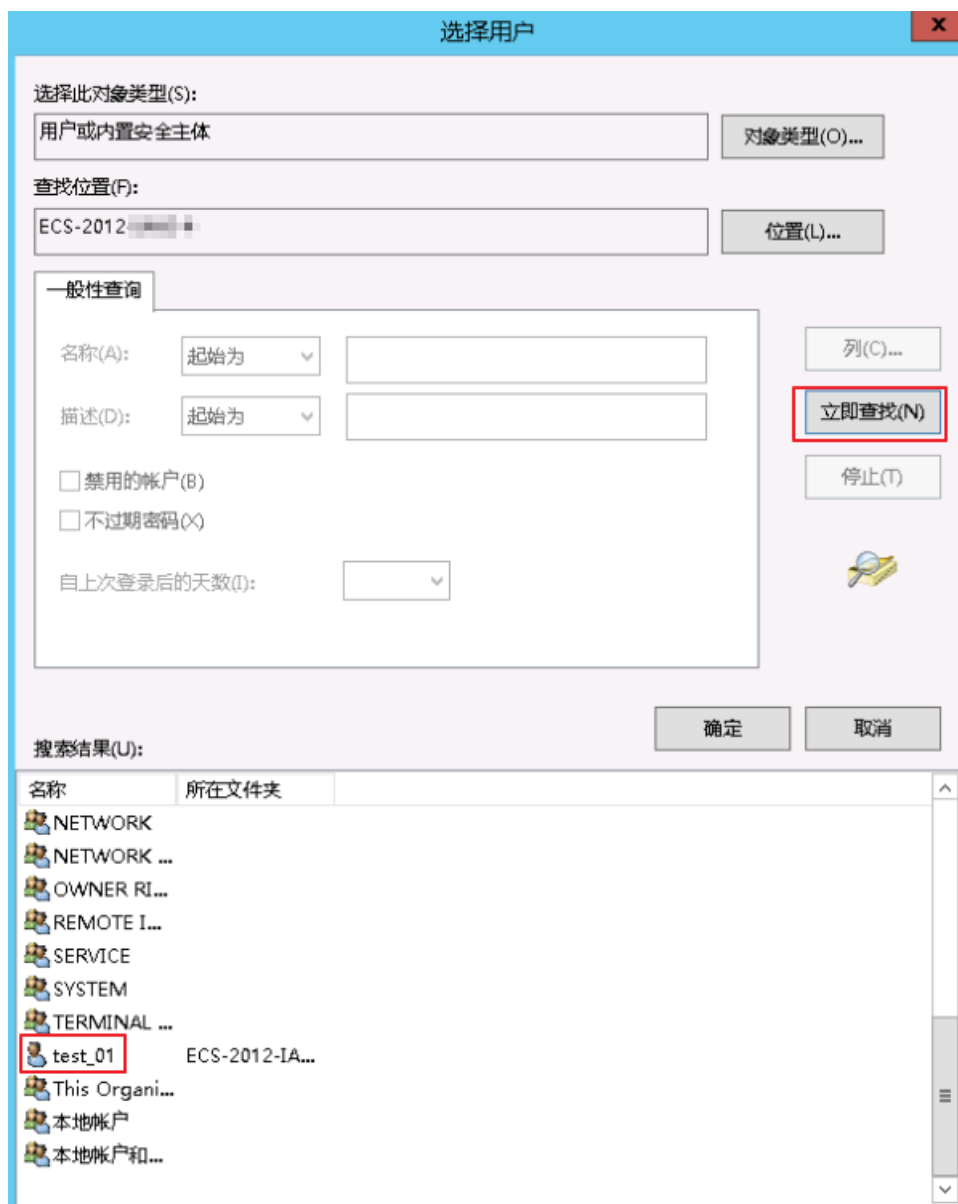 选择用户
选择此对象类型(S):
用户或内置安全主体
对象类型(O)...
查找位置(F):
ECS-2012-
位置(L)...
一般性查询
名称(A):
起始为
列(C)...
描述(D):
起始为
立即查找(N)
禁用的帐户(B)
停止(T)
不过期密码(X)
自上次登录后的天数(I):
确定
取消
搜索结果(U):
名称
所在文件夹
NETWORK
NETWORK ...
OWNER RI...
REMOTE I...
SERVICE
SYSTEM
TERMINAL ...
test_01 ECS-2012-IA...
This Organi...
本地帐户
本地帐户和...